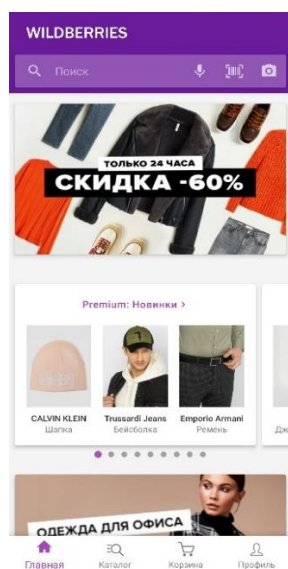 WILDBERRIES
Поиск
ТОЛЬКО 24 ЧАСА
СКИДКА -60%
Premium: Новинки >
CALVIN KLEIN
Шапка
Trussardi Jeans
Бейсболка
Emporio Armani
Ремень
Дж
ОДЕЖДА ДЛЯ ОФИСА
Главная
Каталог
Корзина
Профиль